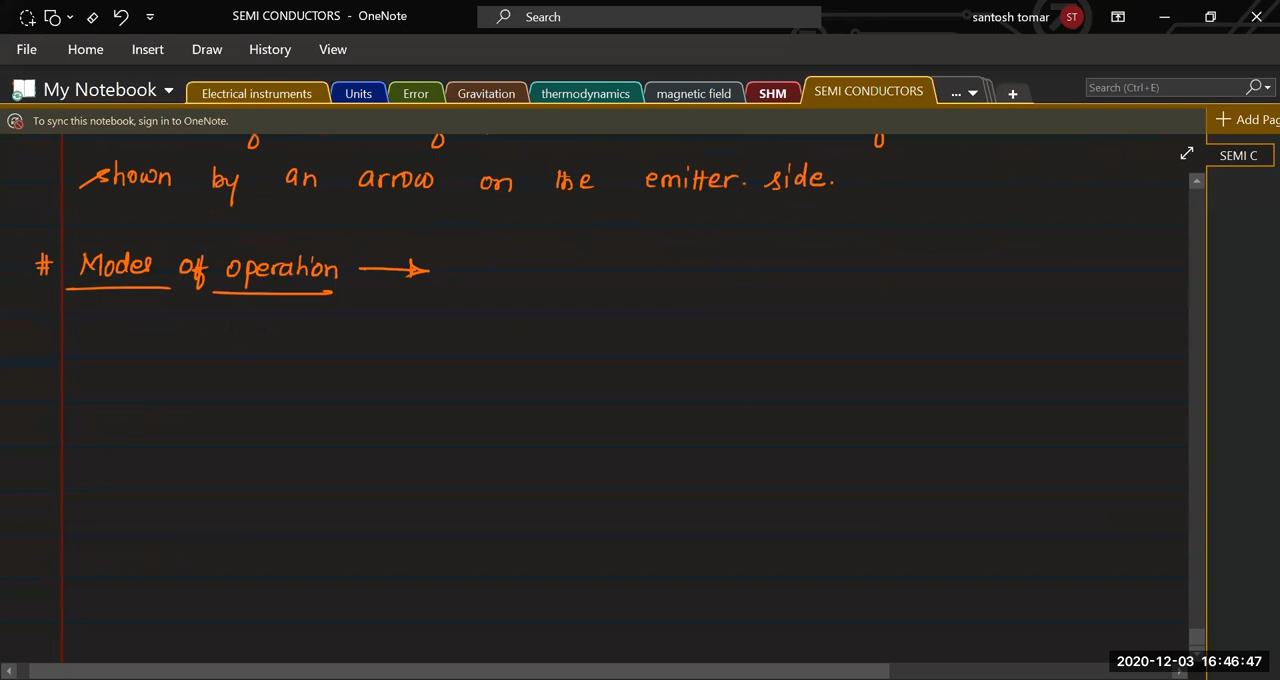 SEMI CONDUCTORS - OneNote
Search
santosh tomar
ST
File Home Insert Draw History View
My Notebook
Electrical instruments Units Error Gravitation thermodynamics magnetic field SHM SEMI CONDUCTORS ...
Search (Ctrl+E)
To sync this notebook, sign in to OneNote.
Add Pag
SEMI C
shown by an arrow on the emitter. side.
# Modes of operation →
2020-12-03 16:46:47